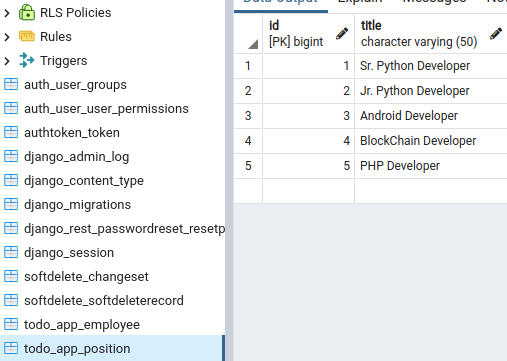 RLS Policies
Rules
Triggers
auth_user_groups
auth_user_user_permissions
authtoken_token
django_admin_log
django_content_type
django_migrations
django_rest_passwordreset_resetp
django_session
softdelete_changeset
softdelete_softdeleterecord
todo_app_employee
todo_app_position
Data Output Explain Messages
id title
[PK] bigint character varying (50)
1 1 Sr. Python Developer
2 2 Jr. Python Developer
3 3 Android Developer
4 4 BlockChain Developer
5 5 PHP Developer